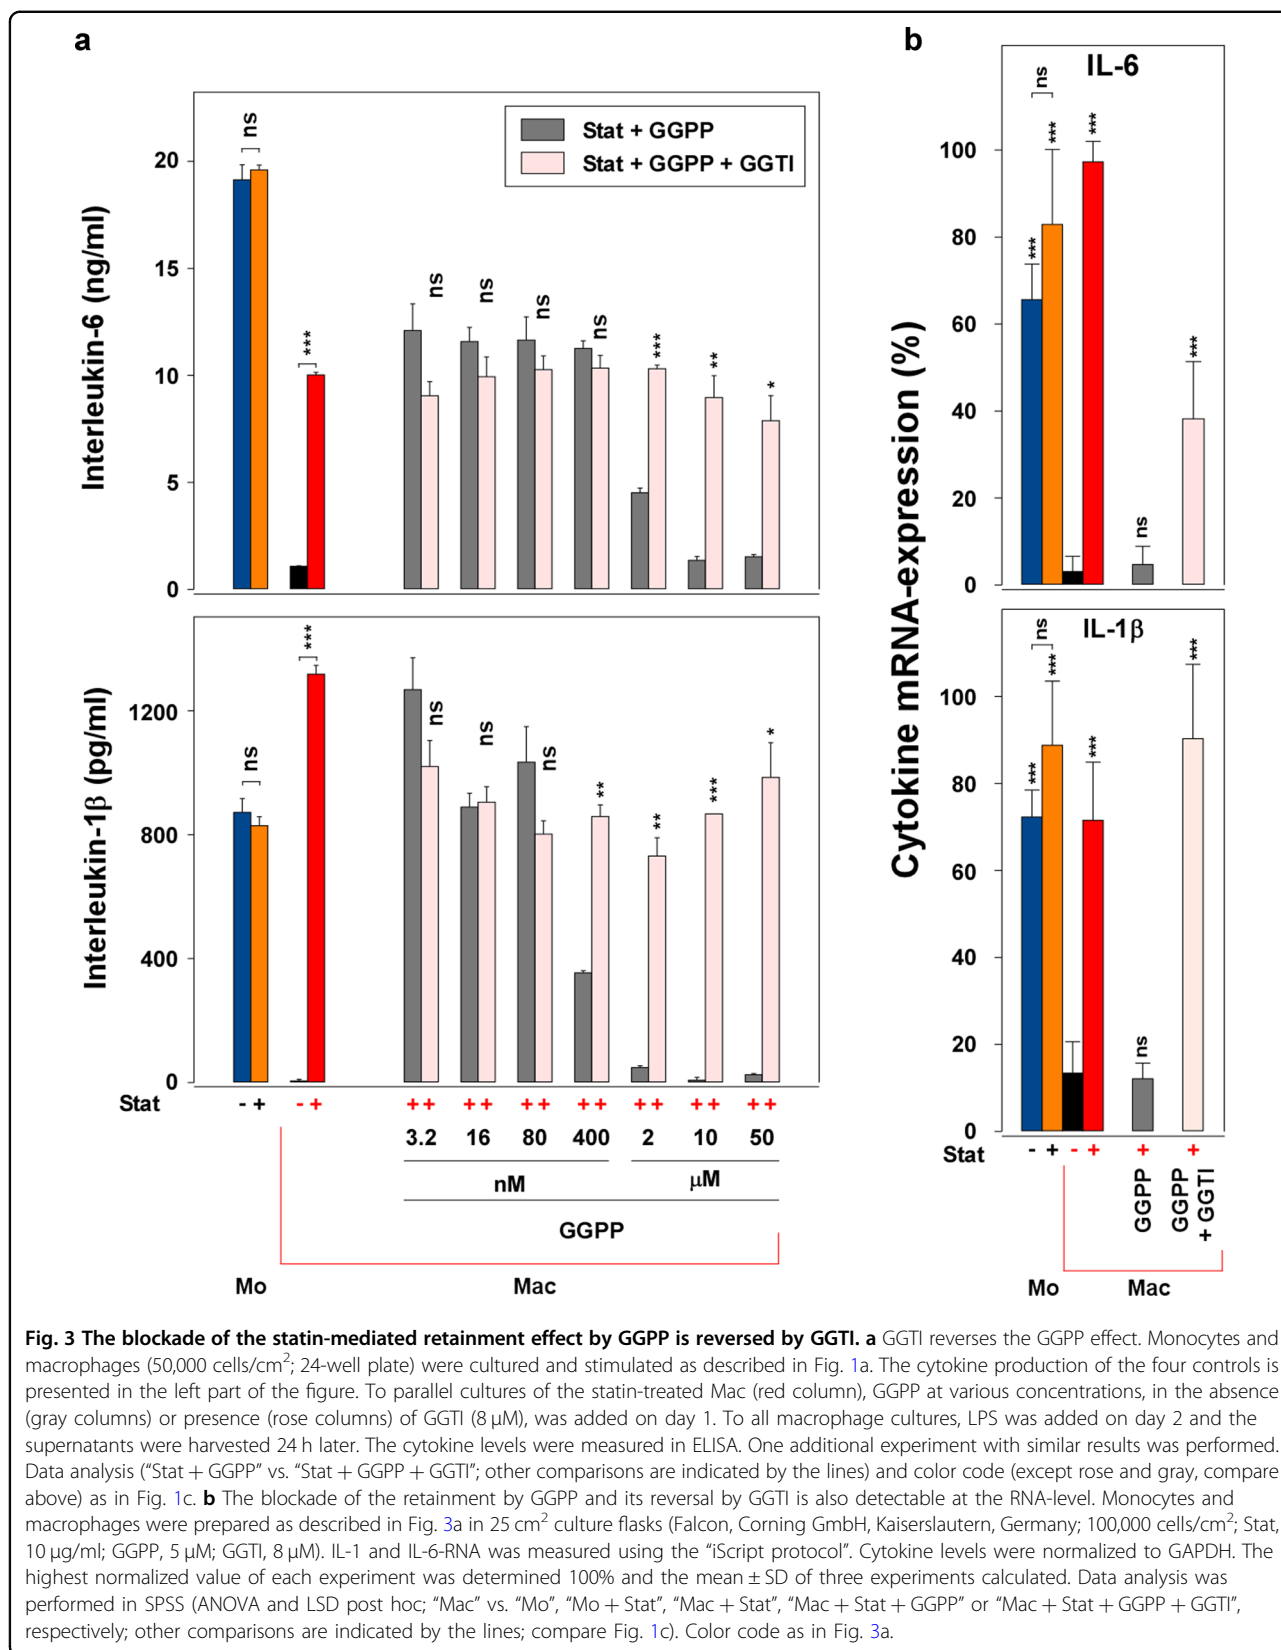 a
b
Stat + GGPP
Stat + GGPP + GGTI
Interleukin-6 (ng/ml)
20
15
10
5
0
ns
***
ns
ns
ns
ns
***
**
*
Interleukin-1β (pg/ml)
1200
800
400
0
ns
***
ns
ns
ns
**
**
***
*
Stat
- + - + + + + + + + + + + + + + + +
3.2 16 80 400 2 10 50
nM μM
GGPP
Mo Mac
Cytokine mRNA-expression (%)
IL-6
100
80
60
40
20
0
***
ns
***
***
ns
***
IL-1β
100
80
60
40
20
0
***
ns
***
***
ns
***
Stat
- + - + + +
GGPP
GGPP
+ GGTI
Mo Mac
Fig. 3 The blockade of the statin-mediated retainment effect by GGPP is reversed by GGTI. a GGTI reverses the GGPP effect. Monocytes and
macrophages (50,000 cells/cm²; 24-well plate) were cultured and stimulated as described in Fig. 1a. The cytokine production of the four controls is
presented in the left part of the figure. To parallel cultures of the statin-treated Mac (red column), GGPP at various concentrations, in the absence
(gray columns) or presence (rose columns) of GGTI (8 μM), was added on day 1. To all macrophage cultures, LPS was added on day 2 and the
supernatants were harvested 24 h later. The cytokine levels were measured in ELISA. One additional experiment with similar results was performed.
Data analysis (“Stat + GGPP” vs. “Stat + GGPP + GGTI”; other comparisons are indicated by the lines) and color code (except rose and gray, compare
above) as in Fig. 1c. b The blockade of the retainment by GGPP and its reversal by GGTI is also detectable at the RNA-level. Monocytes and
macrophages were prepared as described in Fig. 3a in 25 cm² culture flasks (Falcon, Corning GmbH, Kaiserslautern, Germany; 100,000 cells/cm²; Stat,
10 μg/ml; GGPP, 5 μM; GGTI, 8 μM). IL-1 and IL-6-RNA was measured using the “iScript protocol”. Cytokine levels were normalized to GAPDH. The
highest normalized value of each experiment was determined 100% and the mean ± SD of three experiments calculated. Data analysis was
performed in SPSS (ANOVA and LSD post hoc; “Mac” vs. “Mo”, “Mo + Stat”, “Mac + Stat”, “Mac + Stat + GGPP” or “Mac + Stat + GGPP + GGTI”,
respectively; other comparisons are indicated by the lines; compare Fig. 1c). Color code as in Fig. 3a.